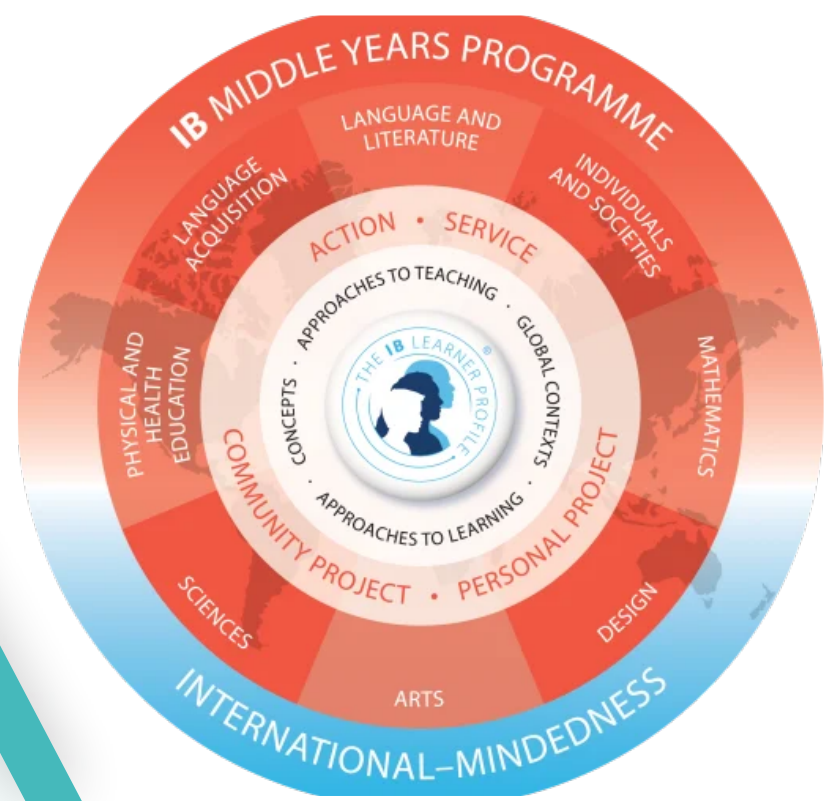 IB MIDDLE YEARS PROGRAMME
LANGUAGE AND
LITERATURE
INDIVIDUALS
AND SOCIETIES
MATHEMATICS
DESIGN
ARTS
SCIENCES
PHYSICAL AND
HEALTH
EDUCATION
LANGUAGE
ACQUISITION
ACTION • SERVICE
PERSONAL PROJECT
•
COMMUNITY PROJECT
APPROACHES TO TEACHING ·
GLOBAL CONTEXTS ·
APPROACHES TO LEARNING ·
CONCEPTS ·
• THE IB LEARNER PROFILE • ®
INTERNATIONAL–MINDEDNESS